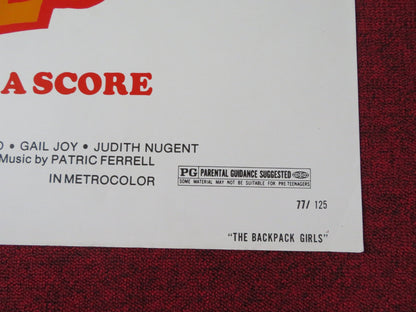 A SCORE
• GAIL JOY • JUDITH NUGENT
Music by PATRIC FERRELL
IN METROCOLOR
PG PARENTAL GUIDANCE SUGGESTED
SOME MATERIAL MAY NOT BE SUITABLE FOR PRE-TEENAGERS
77/ 125
"THE BACKPACK GIRLS"